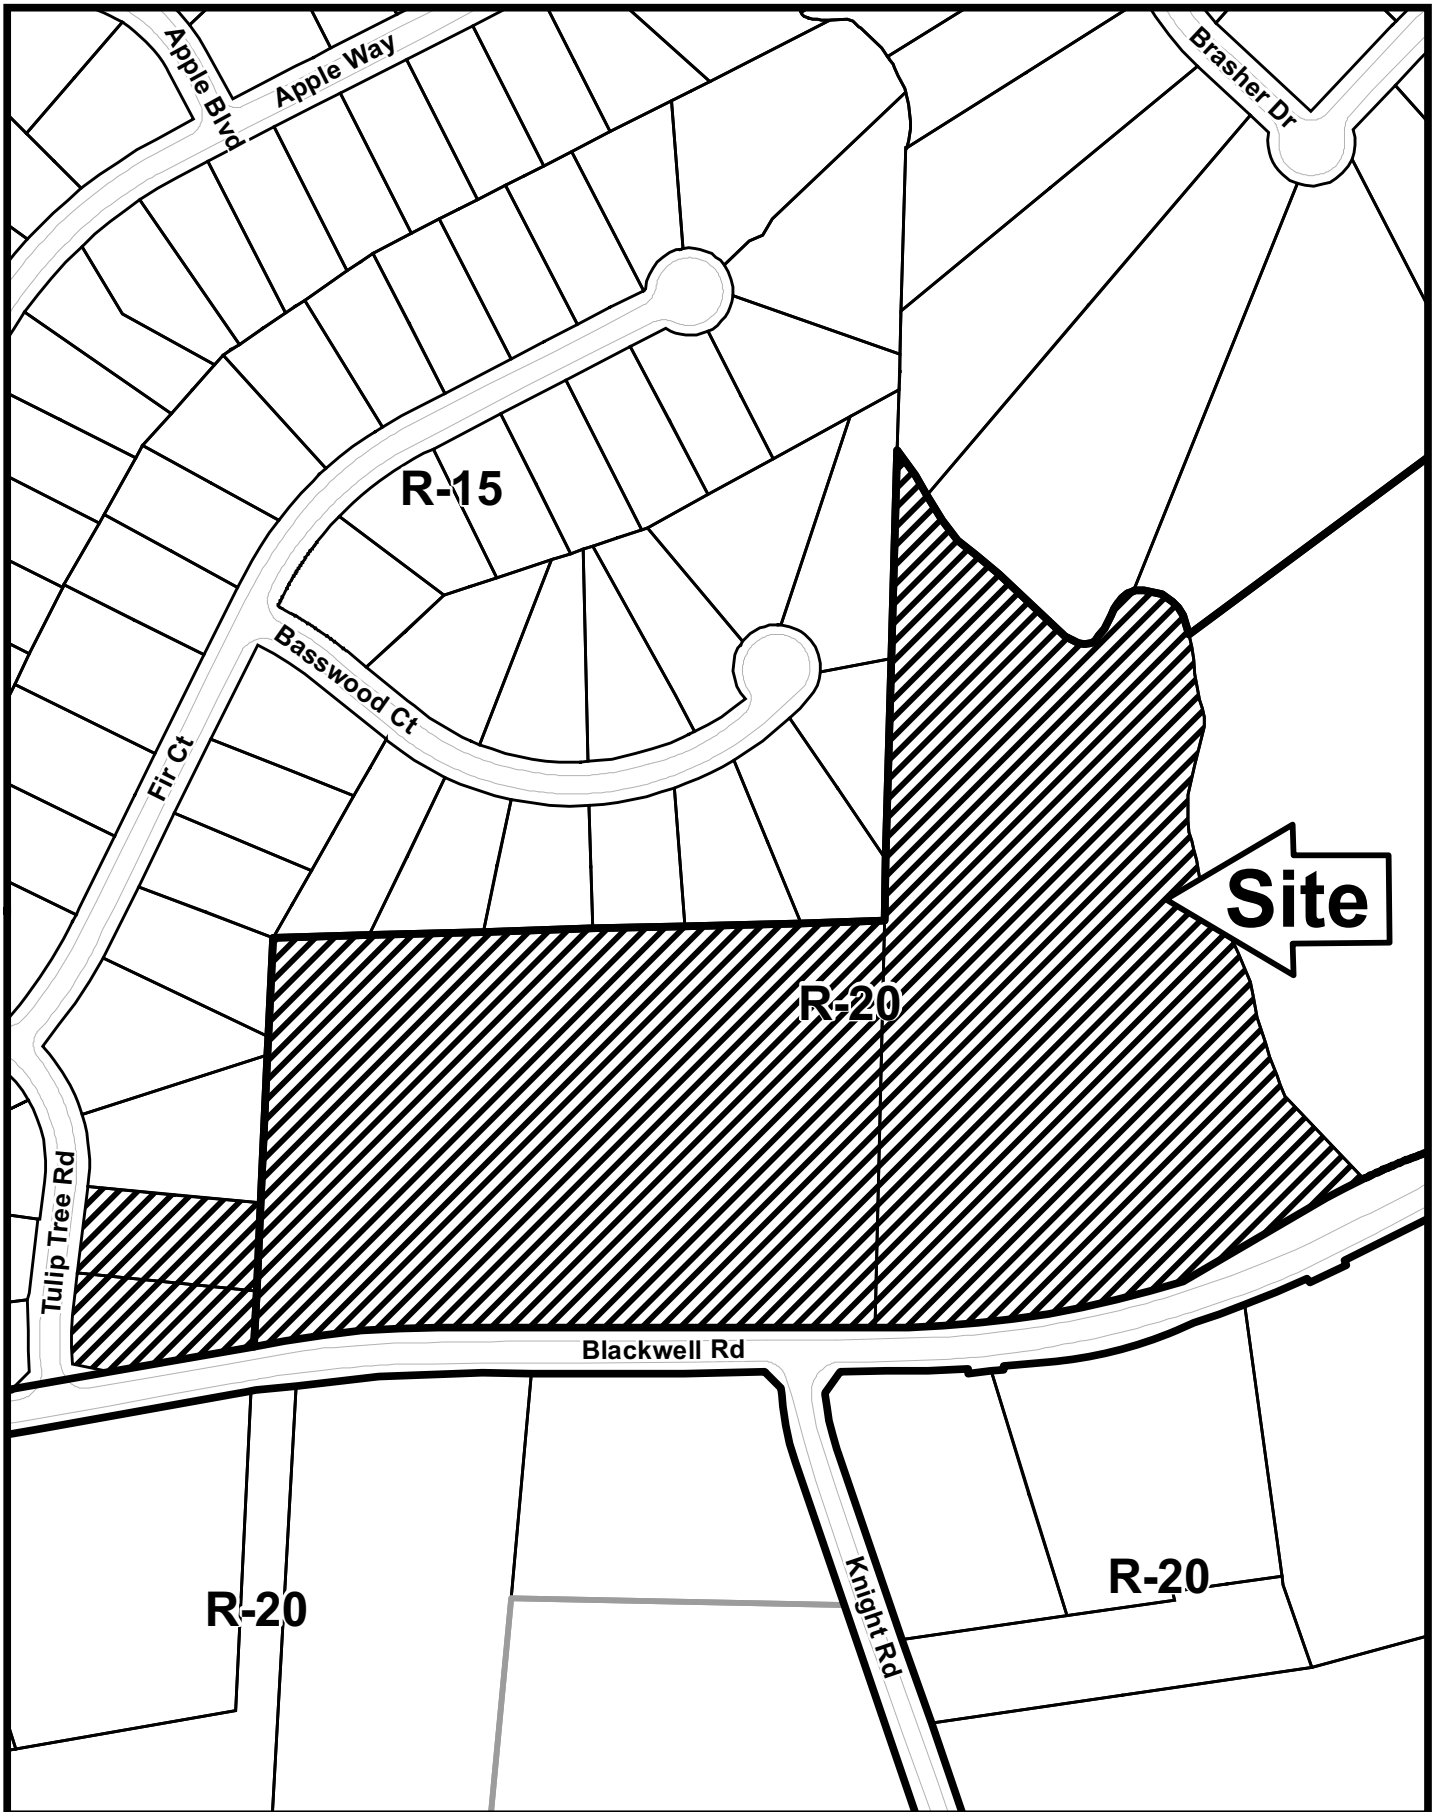 Apple Blvd
Apple Way
Brasher Dr
R-15
Basswood Ct
Fir Ct
Site
R-20
Tulip Tree Rd
Blackwell Rd
Knight Rd
R-20
R-20